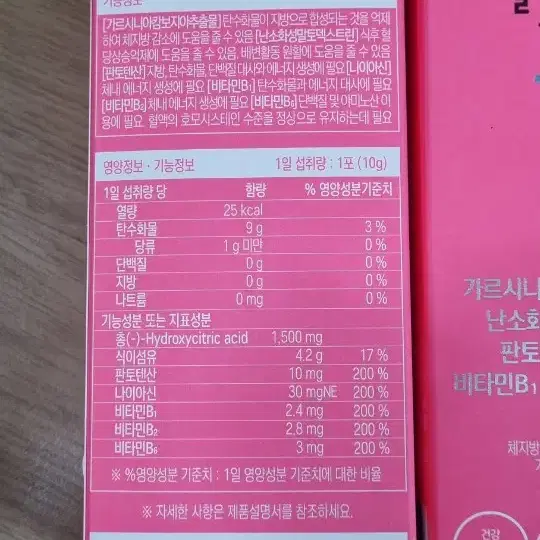 [가르시니아캄보지아추출물] 탄수화물이 지방으로 합성되는 것을 억제
하여 체지방 감소에 도움을 줄 수 있음 [난소화성말토덱스트린] 식후 혈
당상승억제에 도움을 줄 수 있음, 배변활동 원활에 도움을 줄 수 있음
[판토텐산] 지방, 탄수화물, 단백질 대사와 에너지 생성에 필요 [나이아신]
체내 에너지 생성에 필요 [비타민B₁] 탄수화물과 에너지 대사에 필요
[비타민B₂] 체내 에너지 생성에 필요 [비타민B₆] 단백질 및 아미노산 이
용에 필요, 혈액의 호모시스테인 수준을 정상으로 유지하는데 필요
영양정보 · 기능정보 1일 섭취량 : 1포 (10g)
1일 섭취량 당 함량 % 영양성분기준치
열량 25 kcal
탄수화물 9 g 3 %
당류 1 g 미만 0 %
단백질 0 g 0 %
지방 0 g 0 %
나트륨 0 mg 0 %
기능성분 또는 지표성분
총(-)-Hydroxycitric acid 1,500 mg
식이섬유 4.2 g 17 %
판토텐산 10 mg 200 %
나이아신 30 mgNE 200 %
비타민B₁ 2.4 mg 200 %
비타민B₂ 2.8 mg 200 %
비타민B₆ 3 mg 200 %
※ %영양성분 기준치 : 1일 영양성분 기준치에 대한 비율
※ 자세한 사항은 제품설명서를 참조하세요.
가르시니
난소화
판토
비타민B₁
체지방
건강